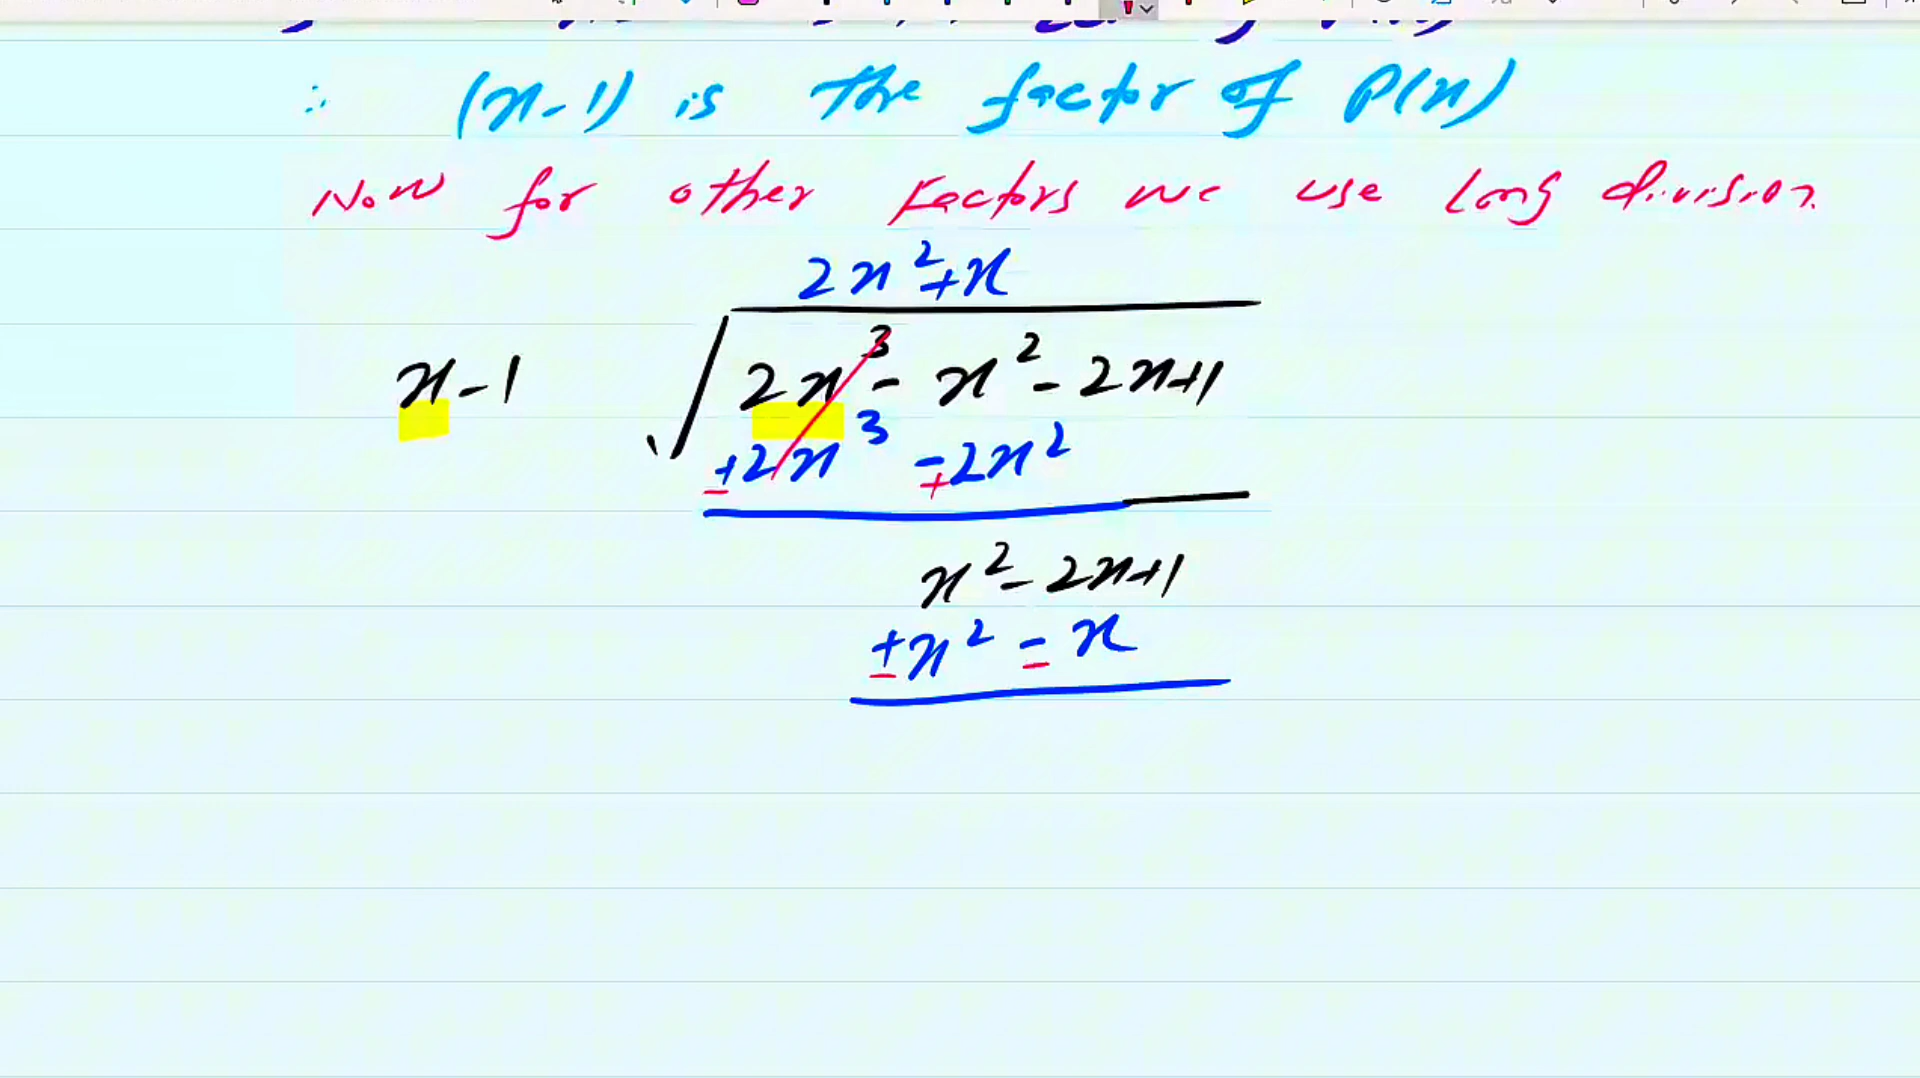 ∴ (x-1) is the factor of P(x)
Now for other factors we use long division.
2x²+x
x-1 √2x³ - x² - 2x+1
+2x³ -2x²
- +
x² - 2x+1
+x² - x
- -